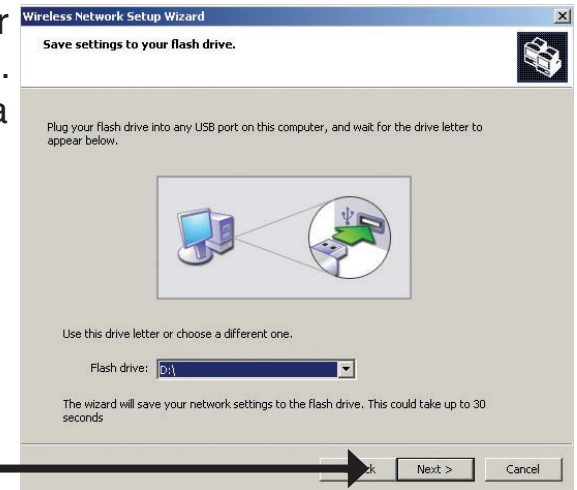 r
.
a
Wireless Network Setup Wizard
Save settings to your flash drive.
Plug your flash drive into any USB port on this computer, and wait for the drive letter to
appear below.
Use this drive letter or choose a different one.
Flash drive: D:\
The wizard will save your network settings to the flash drive. This could take up to 30
seconds
k Next > Cancel